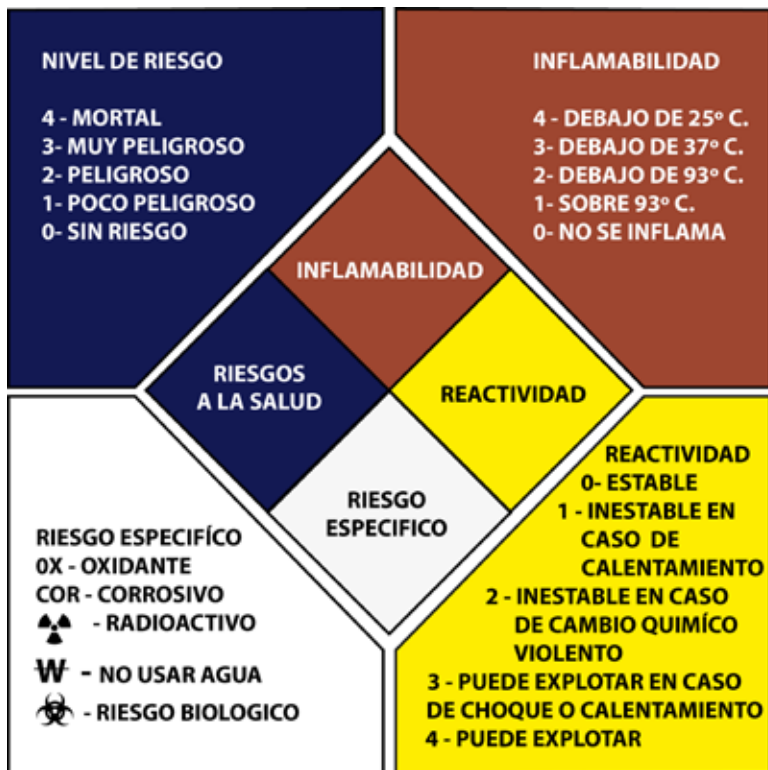 NIVEL DE RIESGO
4 - MORTAL
3- MUY PELIGROSO
2- PELIGROSO
1- POCO PELIGROSO
0- SIN RIESGO
INFLAMABILIDAD
4 - DEBAJO DE 25º C.
3- DEBAJO DE 37º C.
2- DEBAJO DE 93º C.
1- SOBRE 93º C.
0- NO SE INFLAMA
INFLAMABILIDAD
RIESGOS
A LA SALUD
REACTIVIDAD
RIESGO
ESPECIFICO
RIESGO ESPECIFÍCO
0X - OXIDANTE
COR - CORROSIVO
- RADIOACTIVO
W - NO USAR AGUA
- RIESGO BIOLOGICO
REACTIVIDAD
0- ESTABLE
1 - INESTABLE EN
CASO DE
CALENTAMIENTO
2 - INESTABLE EN CASO
DE CAMBIO QUIMÍCO
VIOLENTO
3 - PUEDE EXPLOTAR EN CASO
DE CHOQUE O CALENTAMIENTO
4 - PUEDE EXPLOTAR